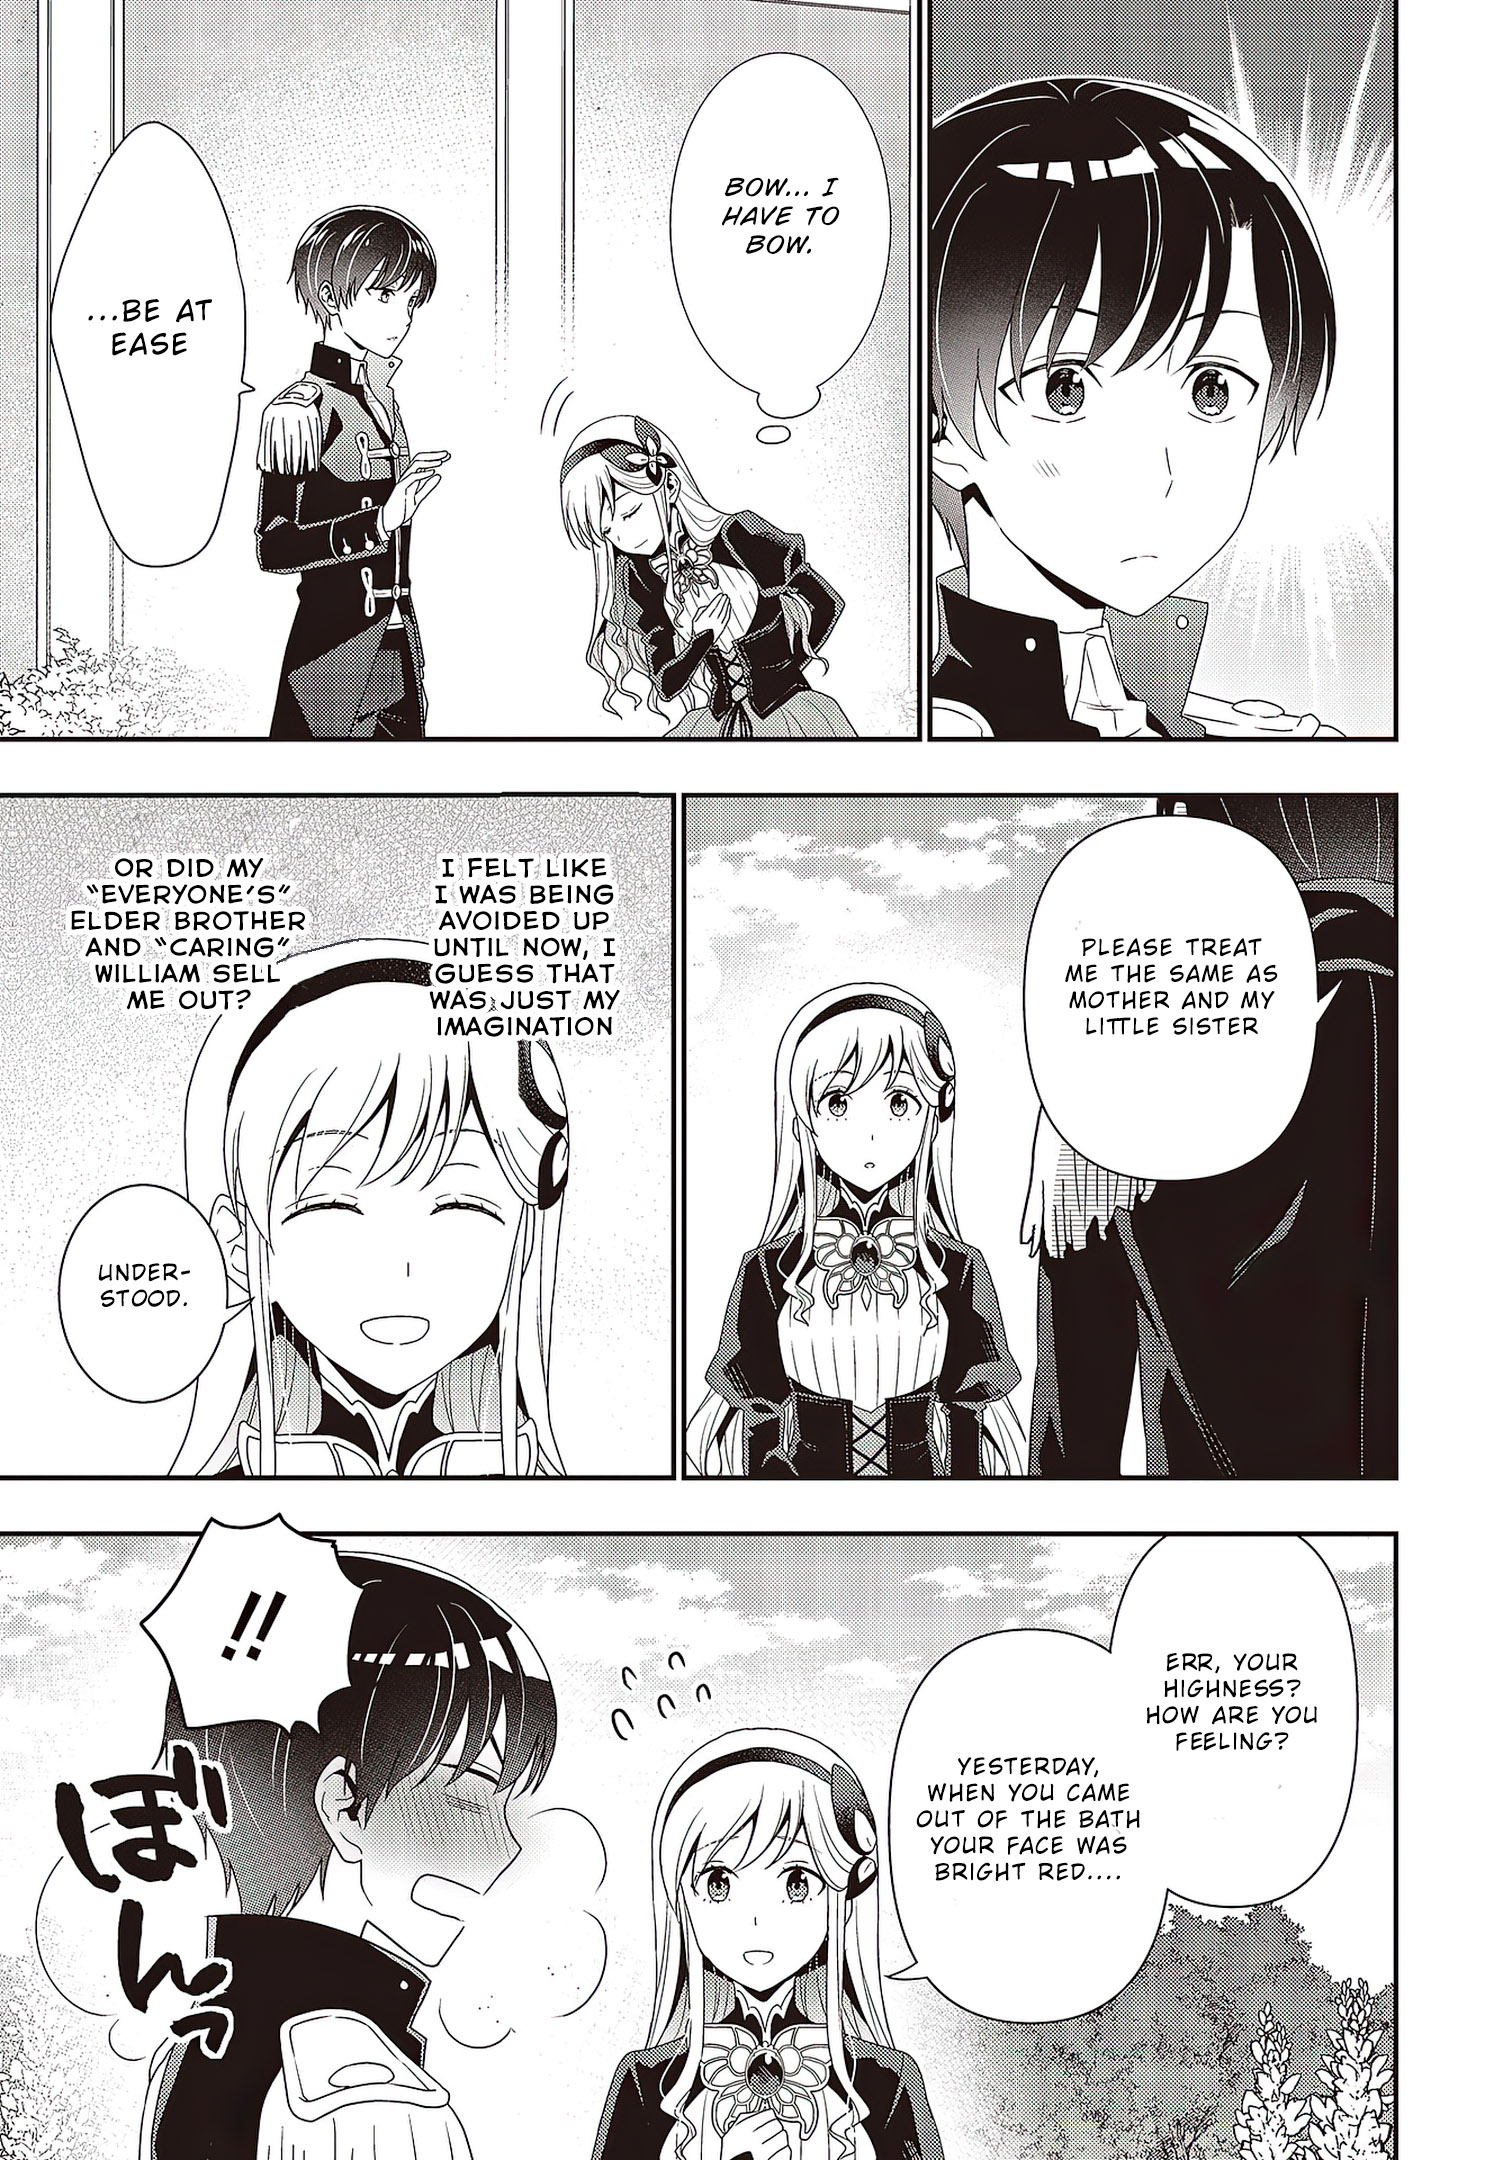 BOW... I
HAVE TO
BOW.
...BE AT
EASE
PLEASE TREAT
ME THE SAME AS
MOTHER AND MY
LITTLE SISTER
I FELT LIKE
I WAS BEING
AVOIDED UP
UNTIL NOW, I
GUESS THAT
WAS JUST MY
IMAGINATION
OR DID MY
"EVERYONE'S"
ELDER BROTHER
AND "CARING"
WILLIAM SELL
ME OUT?
UNDER-
STOOD.
ERR, YOUR
HIGHNESS?
HOW ARE YOU
FEELING?
YESTERDAY,
WHEN YOU CAME
OUT OF THE BATH
YOUR FACE WAS
BRIGHT RED....
!!
ぼんっ